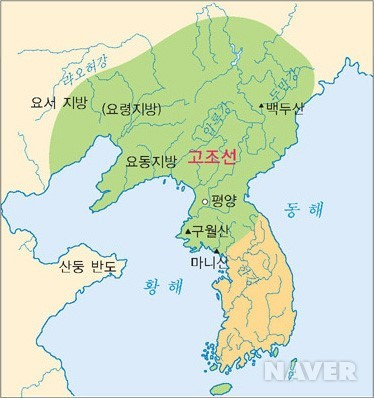 랴오허강
두만강
요서 지방
(요령지방)
백두산
압록강
요동지방
고조선
평양
동해
구월산
마니산
산둥 반도
황해
NAVER